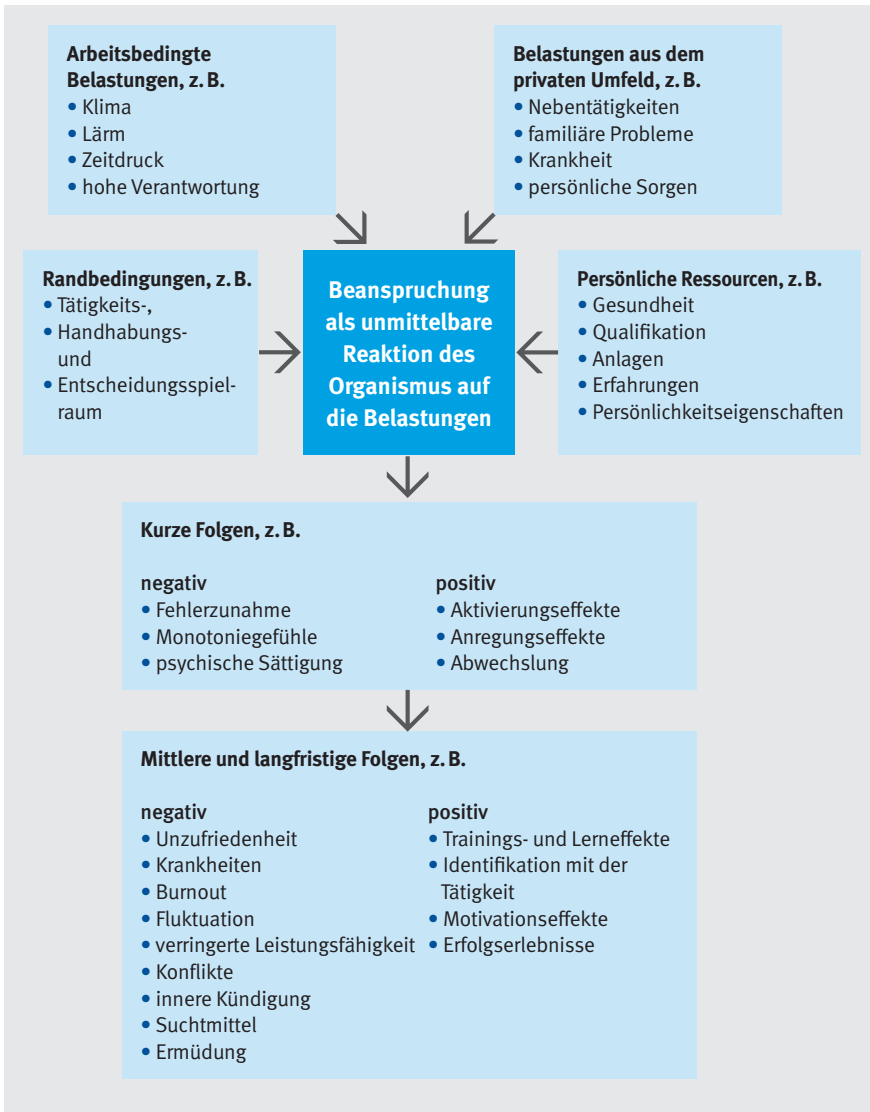 Arbeitsbedingte
Belastungen, z. B.
• Klima
• Lärm
• Zeitdruck
• hohe Verantwortung
Belastungen aus dem
privaten Umfeld, z. B.
• Nebentätigkeiten
• familiäre Probleme
• Krankheit
• persönliche Sorgen
Randbedingungen, z. B.
• Tätigkeits-,
• Handhabungs-
und
• Entscheidungsspiel-
raum
Beanspruchung
als unmittelbare
Reaktion des
Organismus auf
die Belastungen
Persönliche Ressourcen, z. B.
• Gesundheit
• Qualifikation
• Anlagen
• Erfahrungen
• Persönlichkeitseigenschaften
Kurze Folgen, z. B.
negativ
• Fehlerzunahme
• Monotoniegefühle
• psychische Sättigung
positiv
• Aktivierungseffekte
• Anregungseffekte
• Abwechslung
Mittlere und langfristige Folgen, z. B.
negativ
• Unzufriedenheit
• Krankheiten
• Burnout
• Fluktuation
• verringerte Leistungsfähigkeit
• Konflikte
• innere Kündigung
• Suchtmittel
• Ermüdung
positiv
• Trainings- und Lerneffekte
• Identifikation mit der
Tätigkeit
• Motivationseffekte
• Erfolgserlebnisse